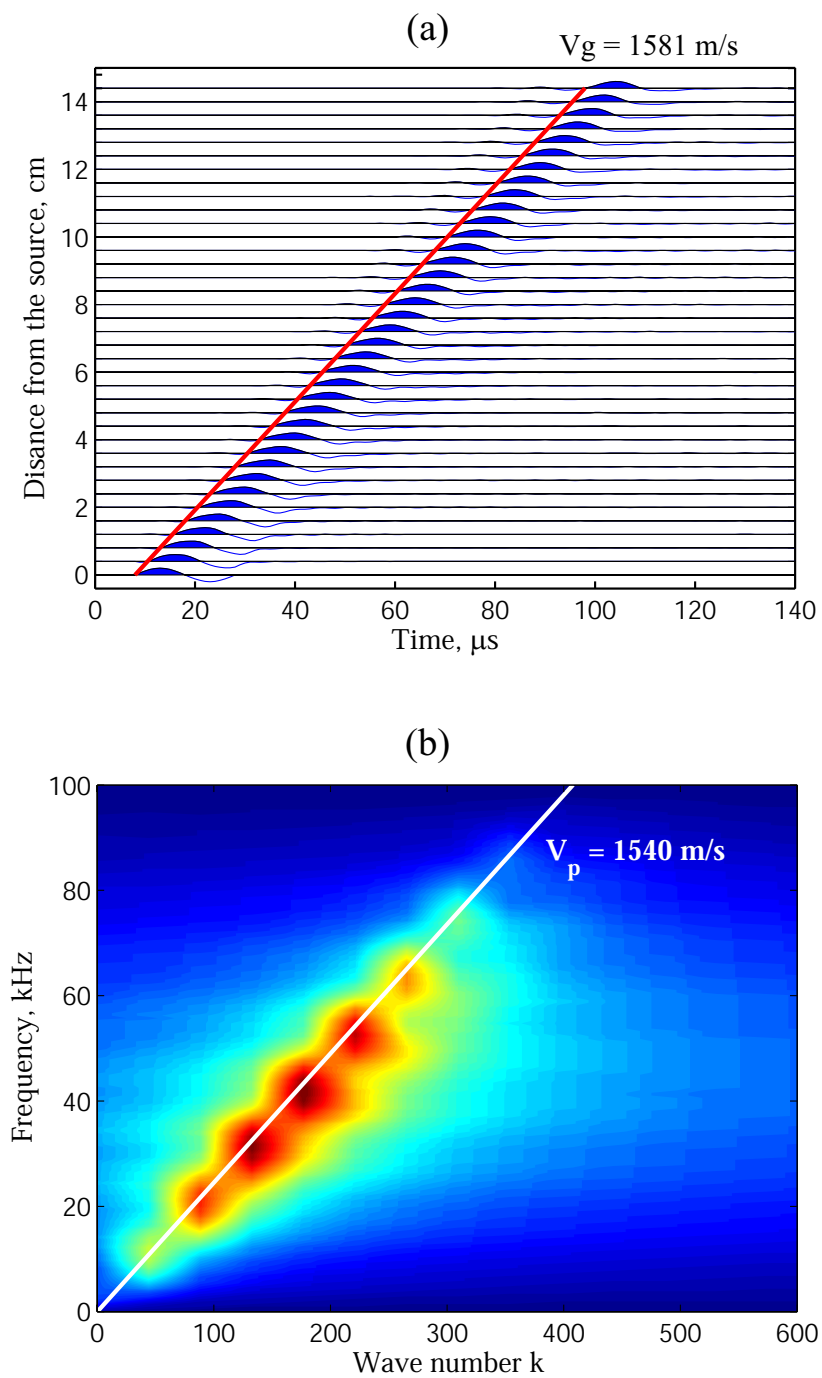 (a)
Vg = 1581 m/s
14
12
10
8
6
4
2
0
Disance from the source, cm
0 20 40 60 80 100 120 140
Time, μs
(b)
100
80
60
40
20
0
Frequency, kHz
V_p = 1540 m/s
0 100 200 300 400 500 600
Wave number k